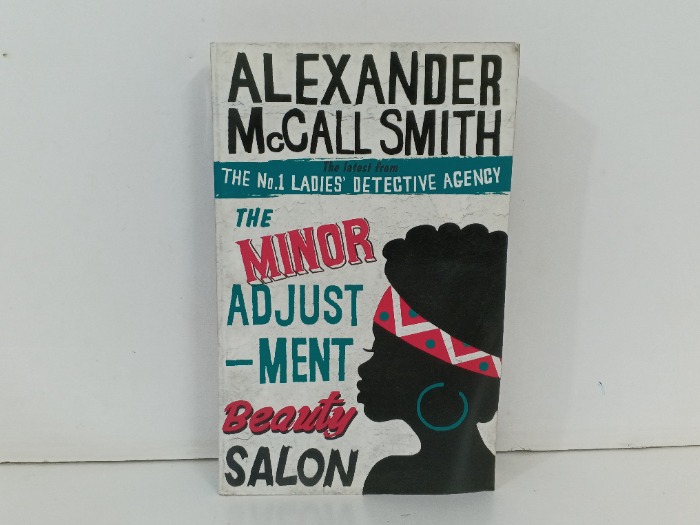 ALEXANDER
McCALL SMITH
The latest from
THE No.1 LADIES' DETECTIVE AGENCY
THE
MINOR
ADJUST
–MENT
Beauty
SALON